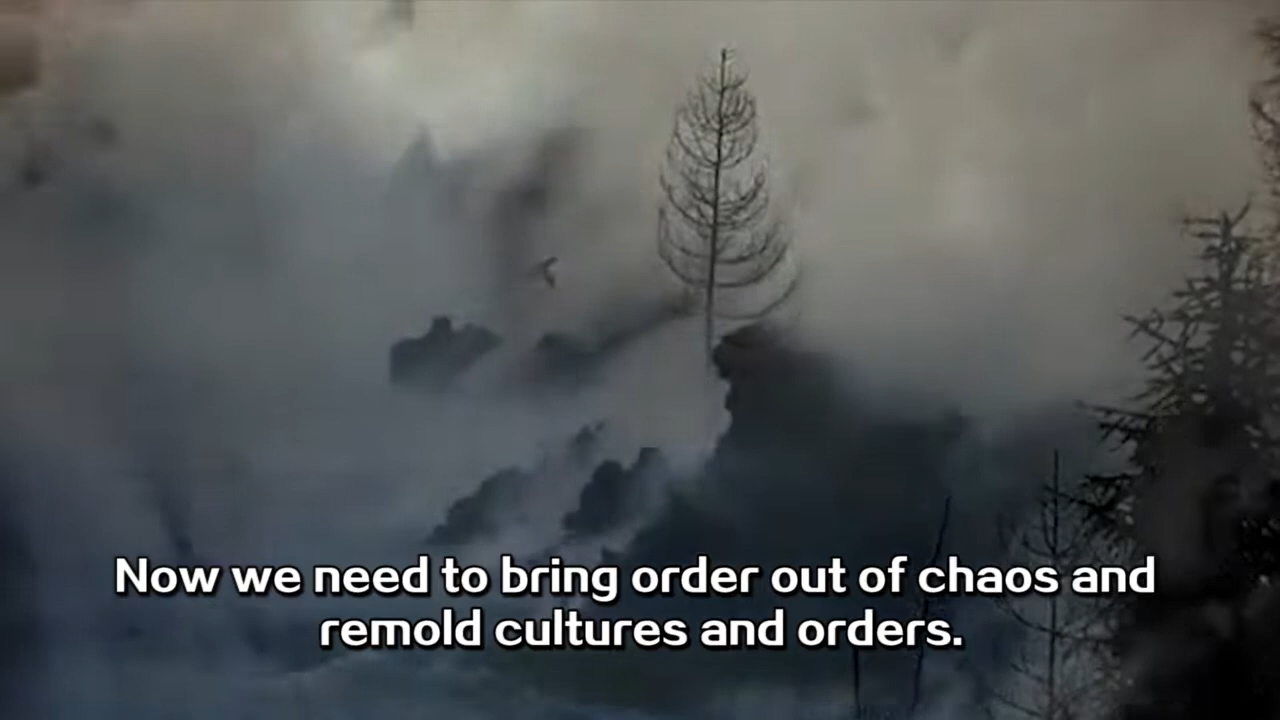 Now we need to bring order out of chaos and
remold cultures and orders.